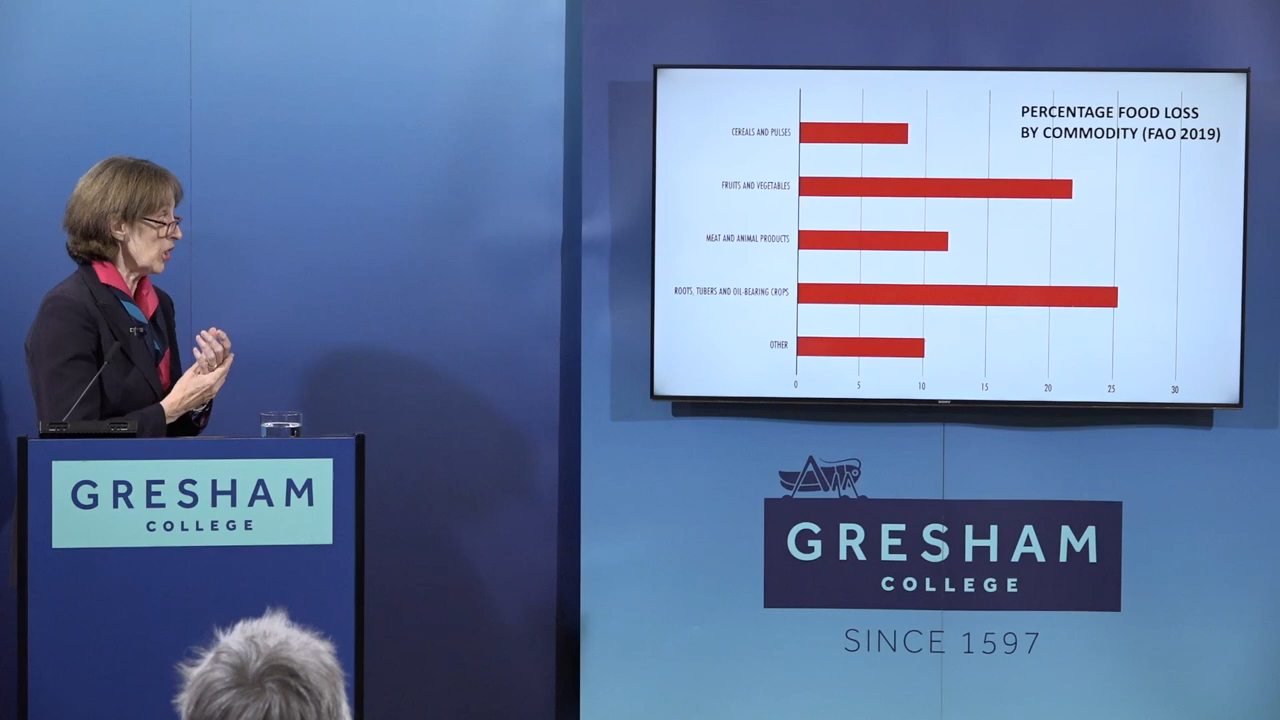 PERCENTAGE FOOD LOSS
BY COMMODITY (FAO 2019)
CEREALS AND PULSES
FRUITS AND VEGETABLES
MEAT AND ANIMAL PRODUCTS
ROOTS, TUBERS AND OIL-BEARING CROPS
OTHER
0 5 10 15 20 25 30
SONY
GRESHAM
COLLEGE
GRESHAM
COLLEGE
SINCE 1597